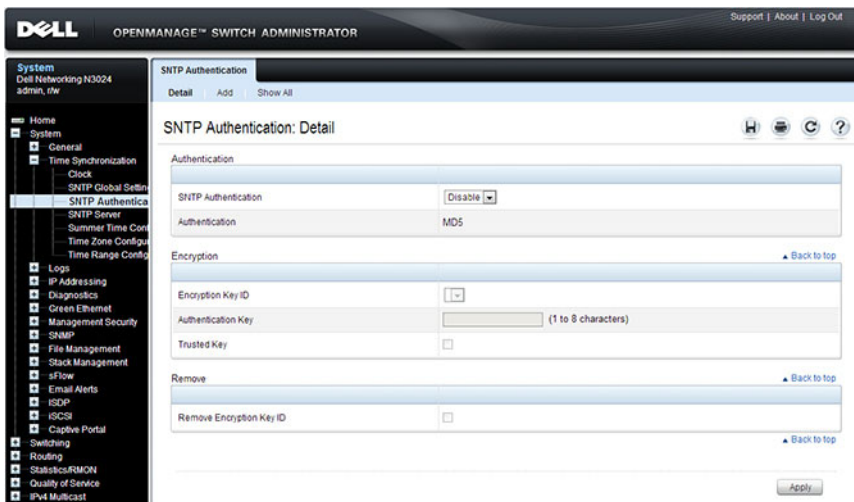 Support | About | Log Out
DELL
OPENMANAGE™ SWITCH ADMINISTRATOR
System
Dell Networking N3024
admin, r/w
Home
System
General
Time Synchronization
Clock
SNTP Global Settin
SNTP Authentica
SNTP Server
Summer Time Conf
Time Zone Configur
Time Range Config
Logs
IP Addressing
Diagnostics
Green Ethernet
Management Security
SNMP
File Management
Stack Management
sFlow
Email Alerts
ISDP
iSCSI
Captive Portal
Switching
Routing
Statistics/RMON
Quality of Service
IPv4 Multicast
SNTP Authentication
Detail Add Show All
SNTP Authentication: Detail
Authentication
SNTP Authentication Disable
Authentication MD5
Encryption ▲ Back to top
Encryption Key ID
Authentication Key (1 to 8 characters)
Trusted Key
Remove ▲ Back to top
Remove Encryption Key ID
▲ Back to top
Apply